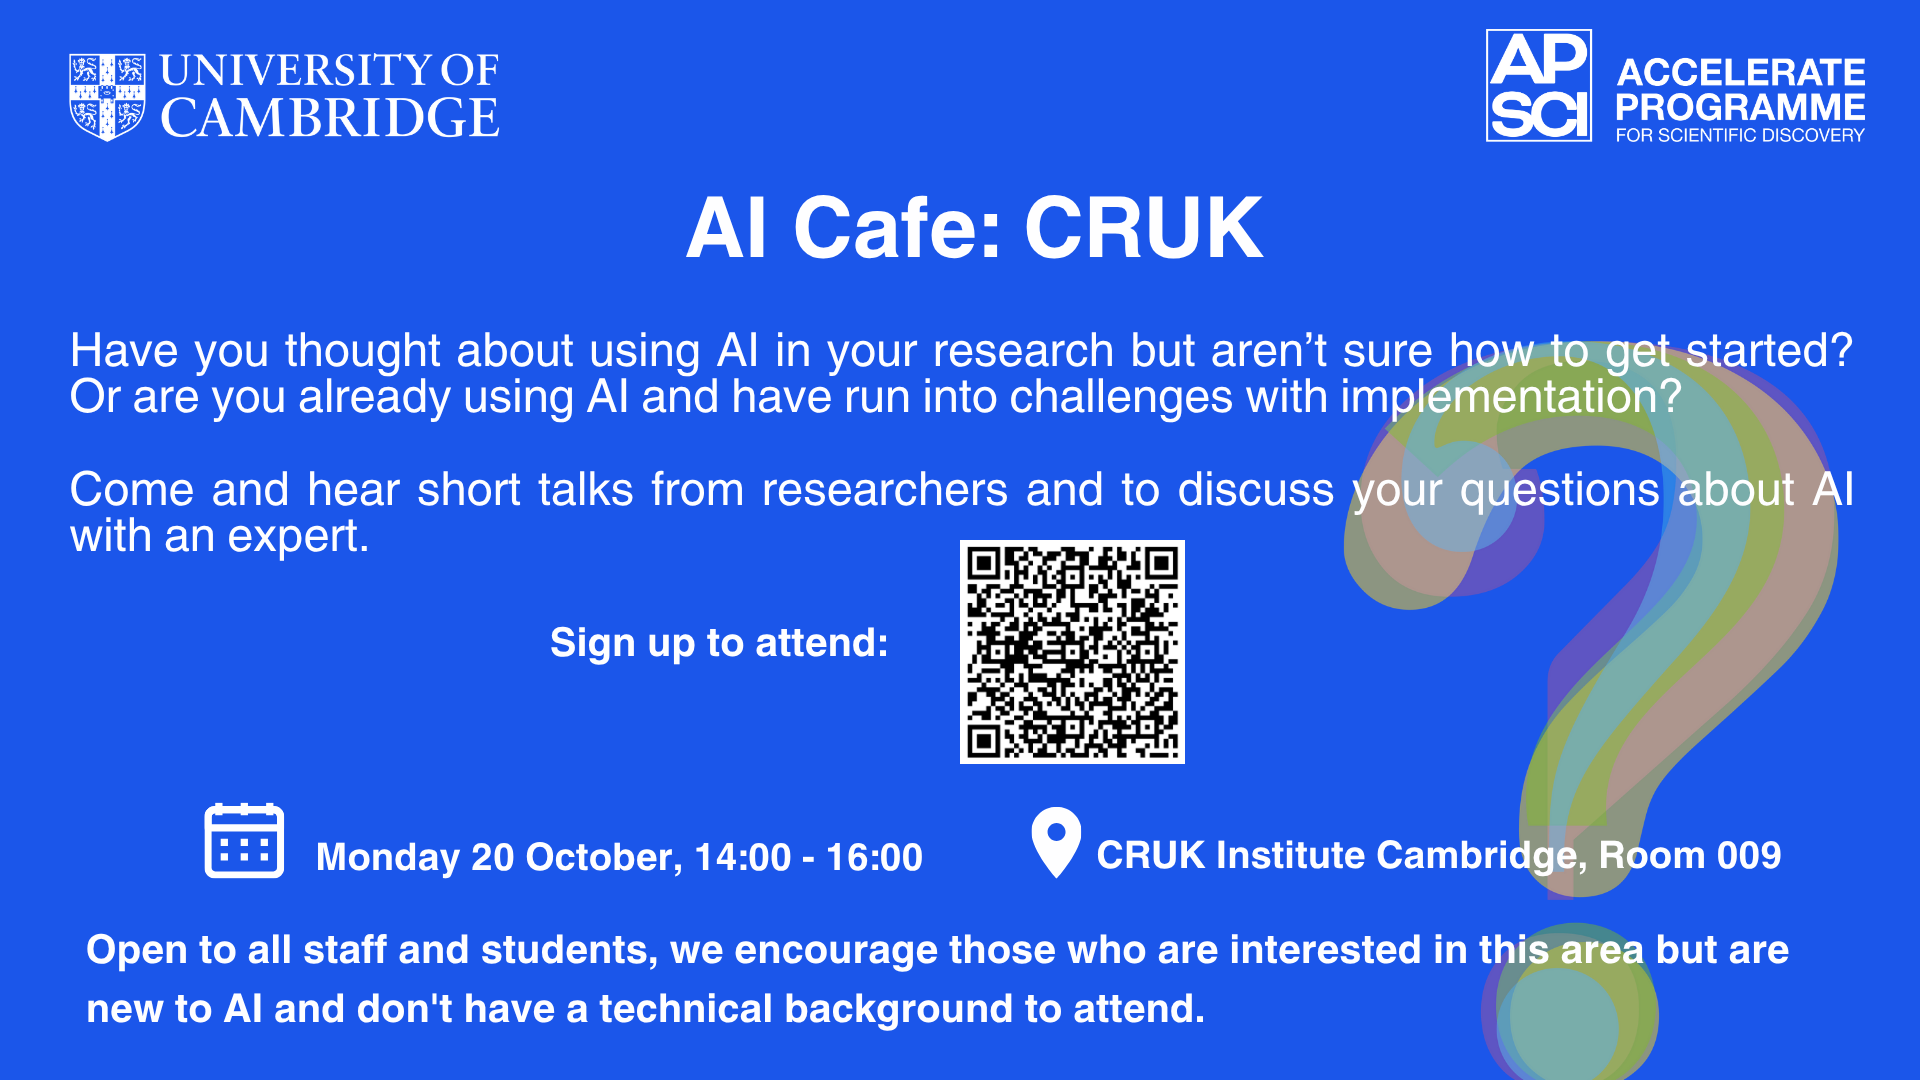 UNIVERSITY OF
CAMBRIDGE
AP
SCI
ACCELERATE
PROGRAMME
FOR SCIENTIFIC DISCOVERY
AI Cafe: CRUK
Have you thought about using AI in your research but aren’t sure how to get started?
Or are you already using AI and have run into challenges with implementation?
Come and hear short talks from researchers and to discuss your questions about AI
with an expert.
Sign up to attend:
Monday 20 October, 14:00 - 16:00
CRUK Institute Cambridge, Room 009
Open to all staff and students, we encourage those who are interested in this area but are
new to AI and don't have a technical background to attend.